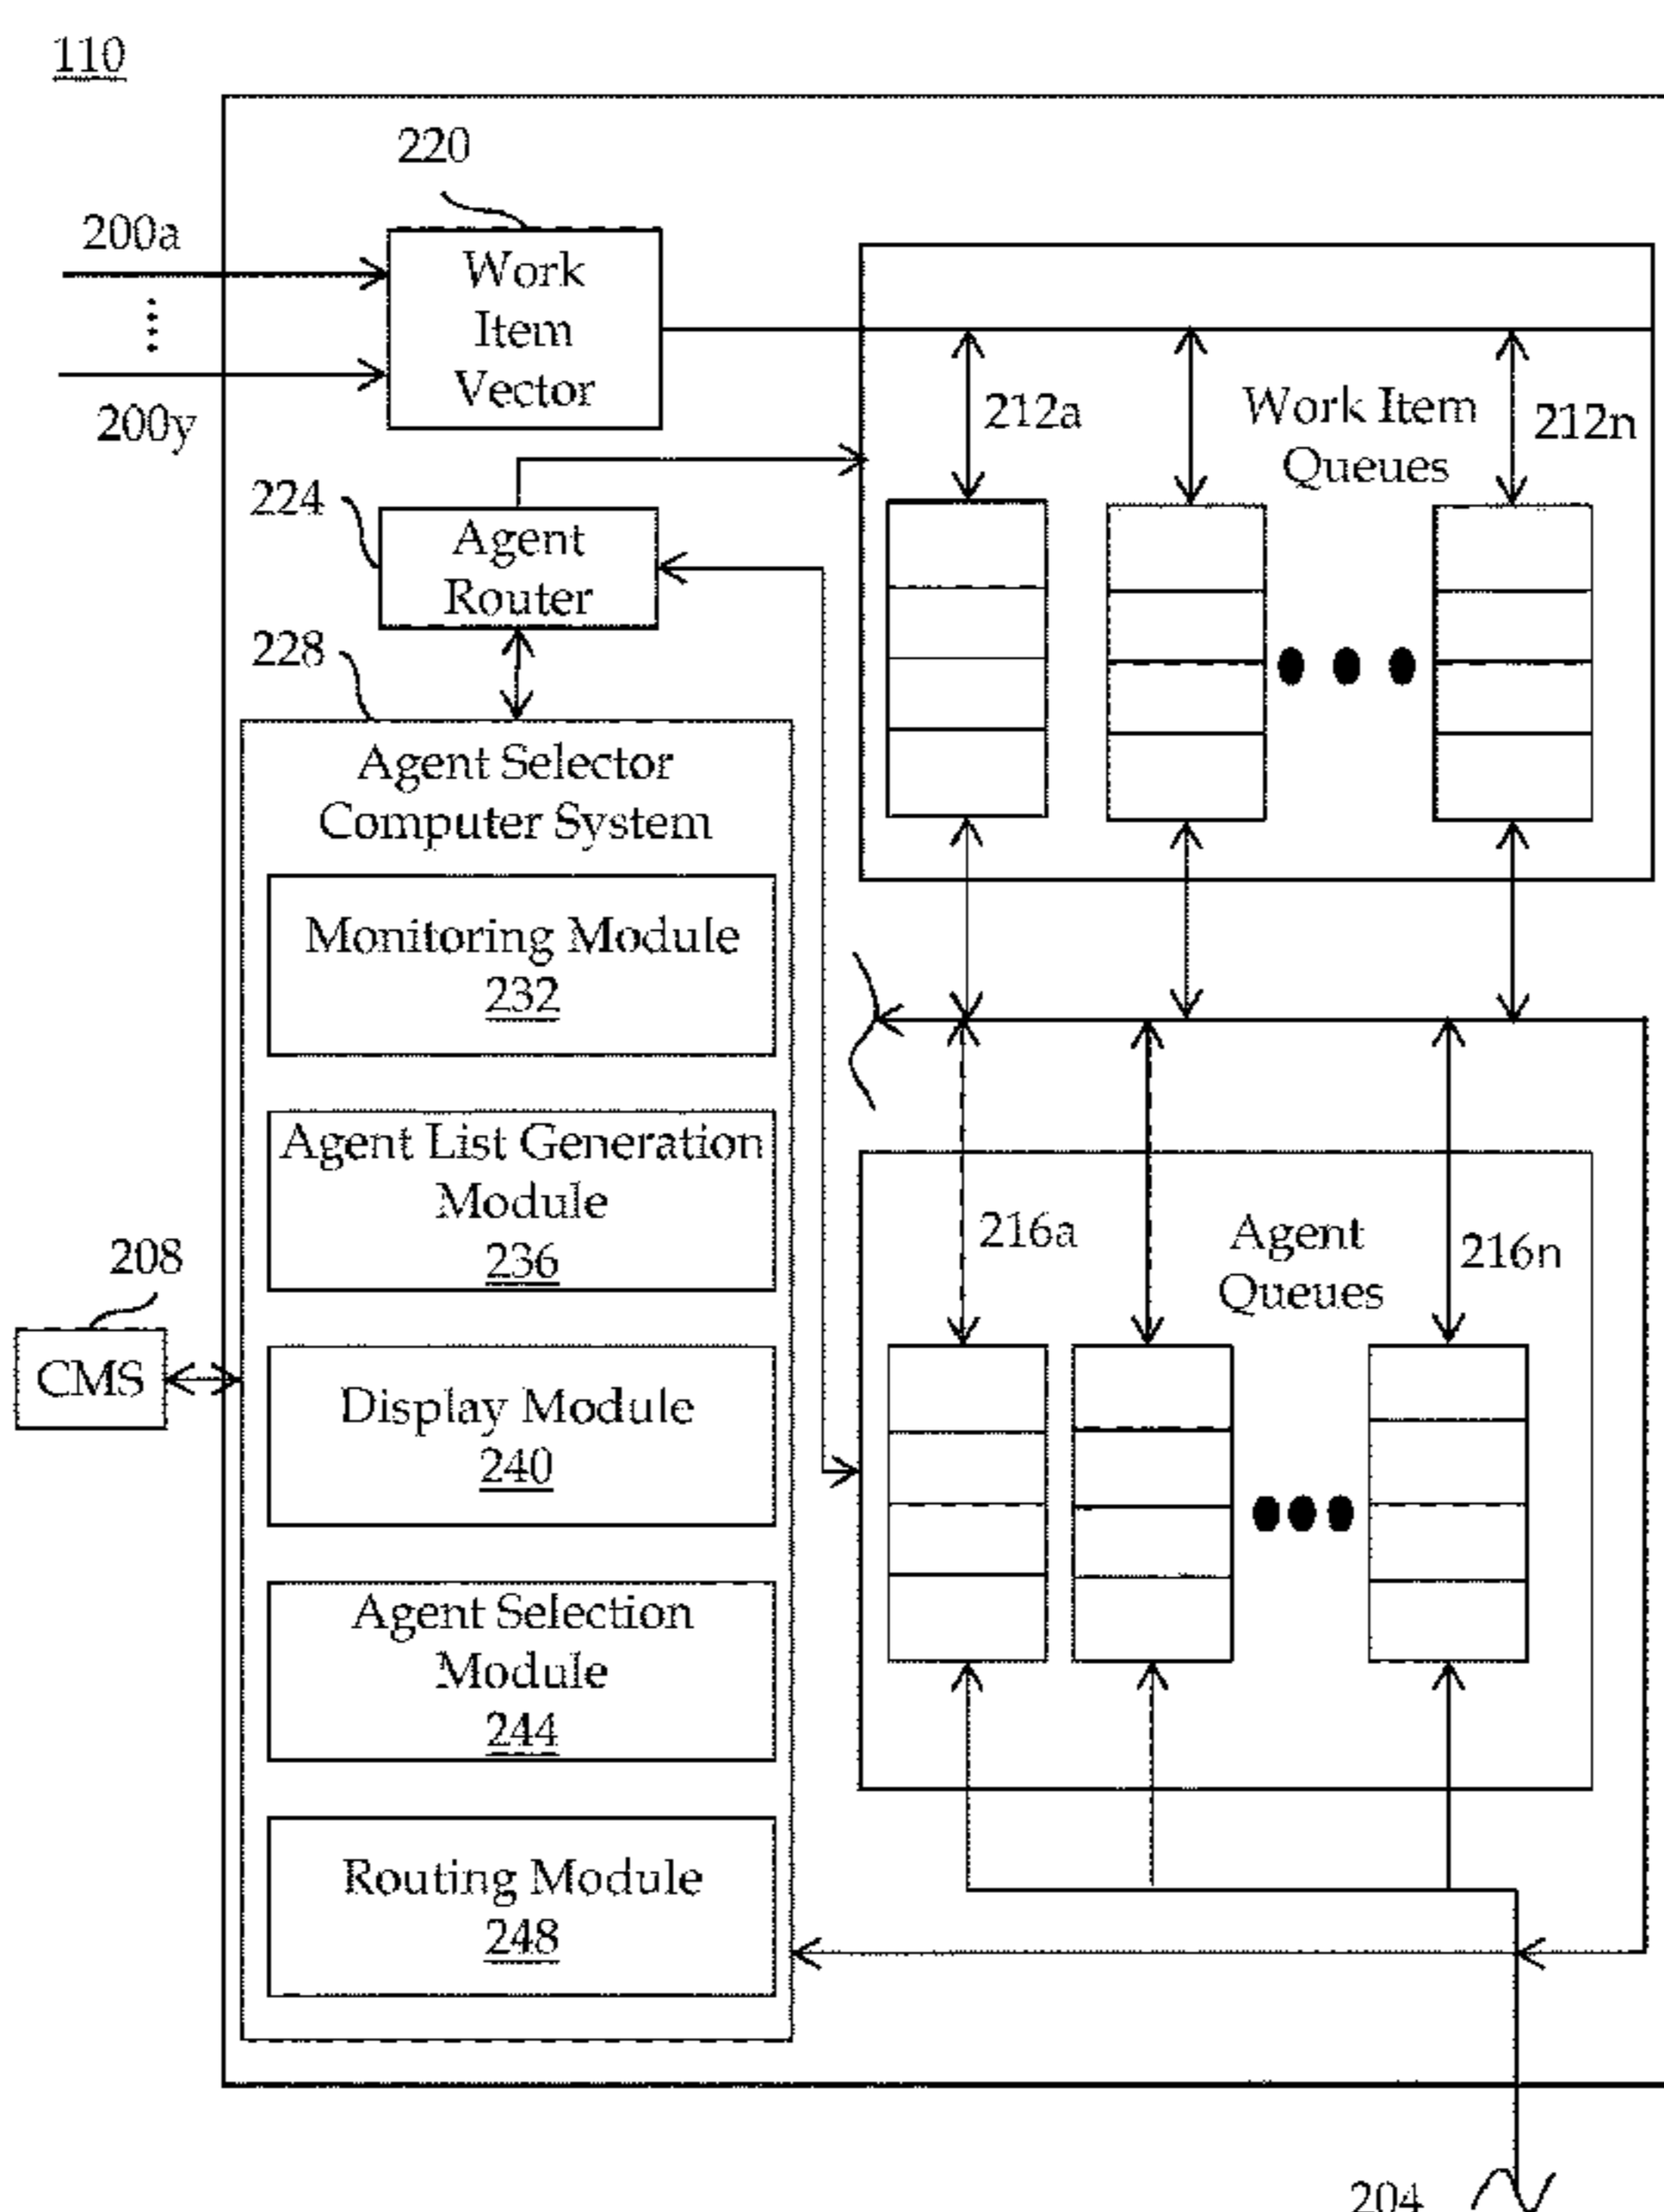 110
220
200a
Work
Item
Vector
200y
212a
Work Item
Queues
212n
224
Agent
Router
228
Agent Selector
Computer System
Monitoring Module
232
Agent List Generation
Module
236
216a
Agent
Queues
216n
208
CMS
Display Module
240
Agent Selection
Module
244
Routing Module
248
204